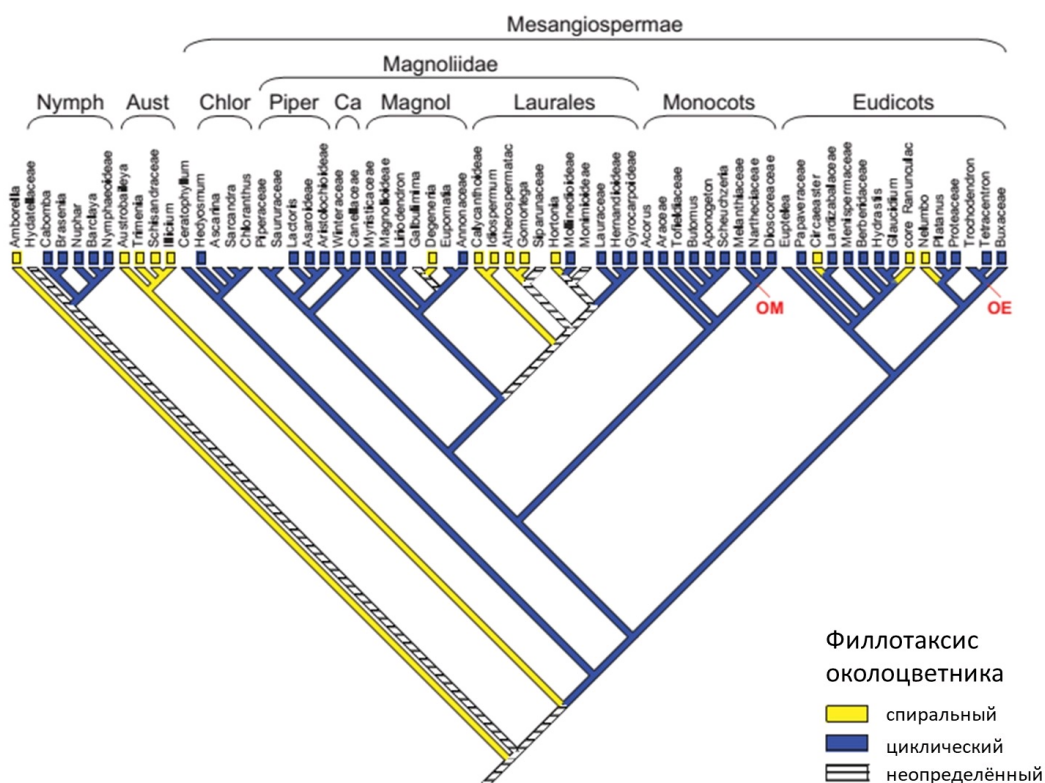 Mesangiospermae
Magnoliidae
Nymph Aust Chlor Piper Ca Magnol Laurales Monocots Eudicots
Amborella
Hydatellaceae
Cabomba
Brasenia
Nuphar
Barclaya
Nymphaeoideae
Austrobaileya
Trimenia
Schisandraceae
Illicium
Ceratophyllum
Hedyosmum
Ascarina
Sarcandra
Chloranthus
Piperaceae
Saururaceae
Lactoris
Asaroideae
Aristolochioideae
Winteraceae
Canellaceae
Myristicaceae
Magnolioideae
Liriodendron
Galbulimima
Degeneria
Eupomatia
Annonaceae
Calycanthoideae
Idiospermum
Atherospermatac
Gomortega
Siparunaceae
Hortonia
Mollinedioideae
Monimioideae
Lauraceae
Hernandioideae
Gyrocarpoideae
Acorus
Araceae
Tofieldiaceae
Butomus
Aponogeton
Scheuchzeria
Melanthiaceae
Nartheciaceae
Dioscoreaceae
Euptelea
Papaveraceae
Circaeaster
Lardizabalaceae
Menispermaceae
Berberidaceae
Hydrastis
Glaucidium
core Ranunculac
Nelumbo
Platanus
Proteaceae
Trochodendron
Tetracentron
Buxaceae
OM
OE
Филлотаксис
околоцветника
спиральный
циклический
неопределённый